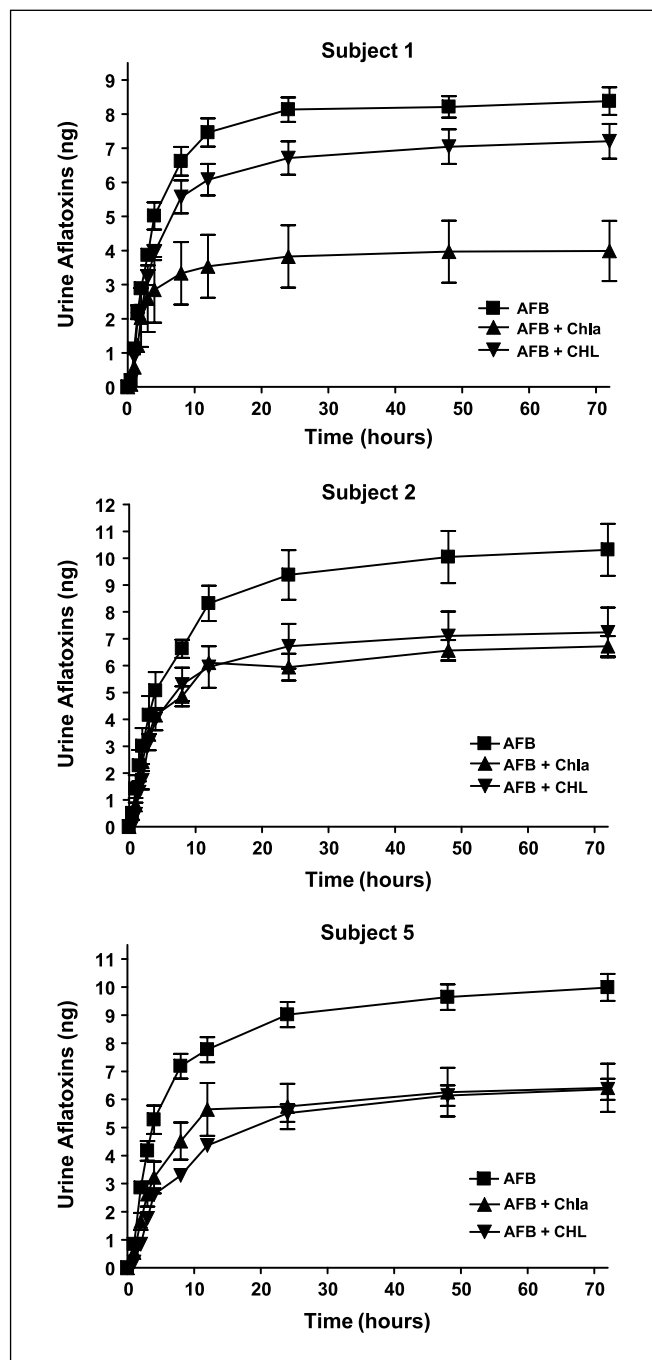 Subject 1
9
8
7
6
5
4
3
2
1
0
Urine Aflatoxins (ng)
AFB
AFB + Chla
AFB + CHL
0 10 20 30 40 50 60 70
Time (hours)
Subject 2
12
11
10
9
8
7
6
5
4
3
2
1
0
Urine Aflatoxins (ng)
AFB
AFB + Chla
AFB + CHL
0 10 20 30 40 50 60 70
Time (hours)
Subject 5
11
10
9
8
7
6
5
4
3
2
1
0
Urine Aflatoxins (ng)
AFB
AFB + Chla
AFB + CHL
0 10 20 30 40 50 60 70
Time (hours)